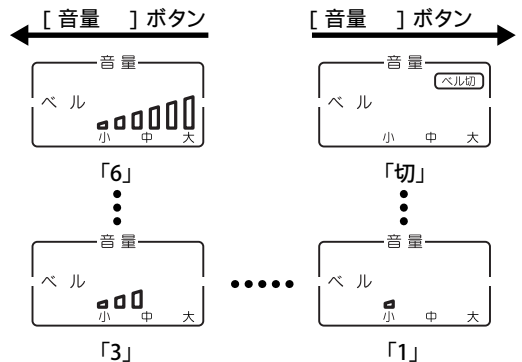 [ 音量 ] ボタン
[ 音量 ] ボタン
音量
ベル
小 中 大
「6」
音量
ベル切
ベル
小 中 大
「切」
音量
ベル
小 中 大
「3」
音量
ベル
小 中 大
「1」